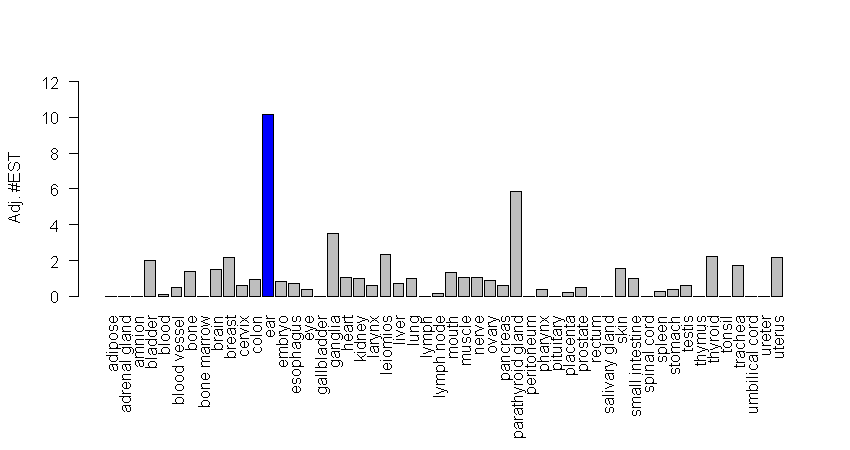 Adj. #EST
12
10
8
6
4
2
0
adipose
adrenal gland
amnion
bladder
blood
blood vessel
bone
bone marrow
brain
breast
cervix
colon
ear
embryo
esophagus
eye
gallbladder
ganglia
heart
kidney
larynx
leiomios
liver
lung
lymph
lymph node
mouth
muscle
nerve
ovary
pancreas
parathyroid gland
peritoneum
pharynx
pituitary
placenta
prostate
rectum
salivary gland
skin
small intestine
spinal cord
spleen
stomach
testis
thymus
thyroid
tonsil
trachea
umbilical cord
ureter
uterus